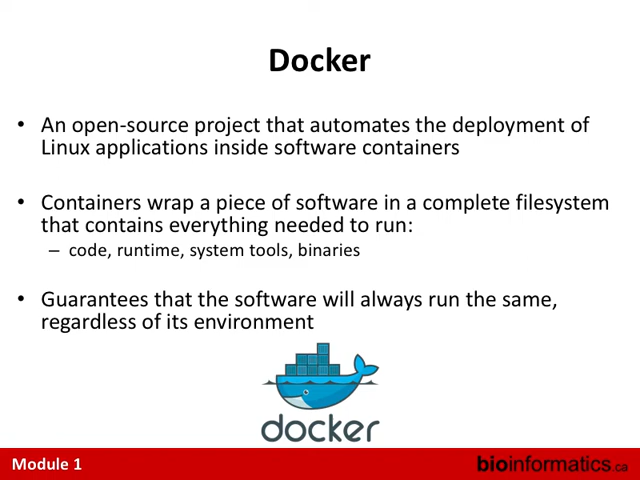 Docker
• An open-source project that automates the deployment of
Linux applications inside software containers
• Containers wrap a piece of software in a complete filesystem
that contains everything needed to run:
– code, runtime, system tools, binaries
• Guarantees that the software will always run the same,
regardless of its environment
docker
Module 1
bioinformatics.ca